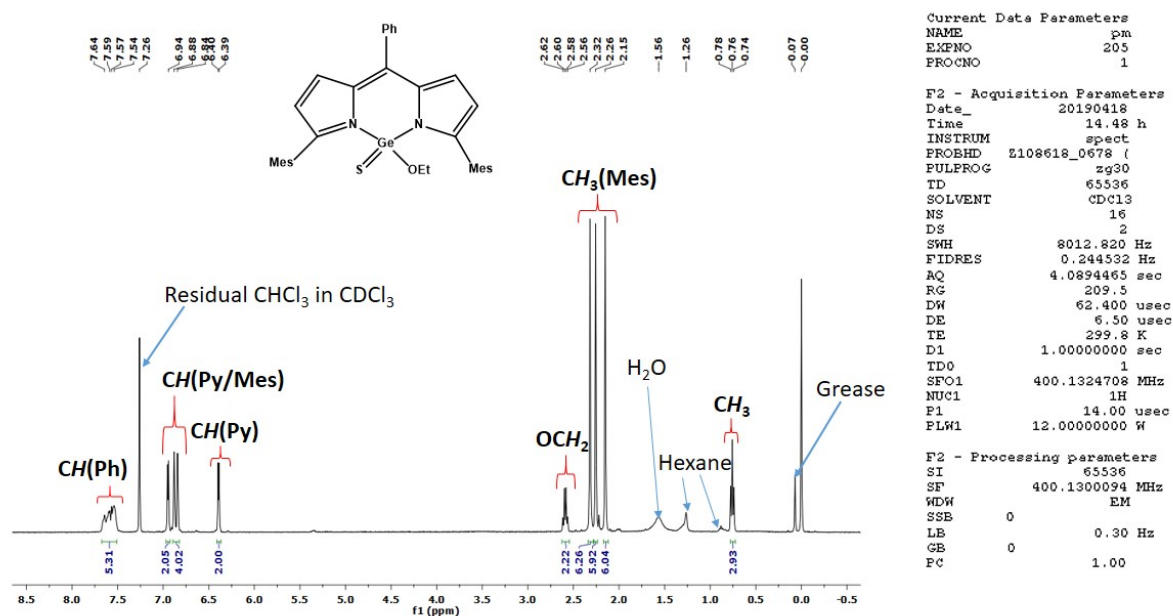 7.64 7.59 7.57 7.54 7.26 6.94 6.88 6.84 6.40 6.39 2.62 2.60 2.58 2.56 2.32 2.26 2.15 1.56 1.26 0.78 0.76 0.74 0.07 0.00
Ph
N N
Ge
Mes S OEt Mes
CH₃(Mes)
Residual CHCl₃ in CDCl₃
H₂O
CH(Py/Mes)
Grease
CH(Py)
CH₃
OCH₂
CH(Ph)
Hexane
5.31 2.05 4.02 2.00 2.22 6.26 5.92 6.04 2.93
8.5 8.0 7.5 7.0 6.5 6.0 5.5 5.0 4.5 4.0 3.5 3.0 2.5 2.0 1.5 1.0 0.5 0.0 -0.5
f1 (ppm)
Current Data Parameters
NAME pm
EXPNO 205
PROCNO 1
F2 - Acquisition Parameters
Date_ 20190418
Time 14.48 h
INSTRUM spect
PROBHD Z108618_0678 (
PULPROG zg30
TD 65536
SOLVENT CDCl3
NS 16
DS 2
SWH 8012.820 Hz
FIDRES 0.244532 Hz
AQ 4.0894465 sec
RG 209.5
DW 62.400 usec
DE 6.50 usec
TE 299.8 K
D1 1.00000000 sec
TD0 1
SFO1 400.1324708 MHz
NUC1 1H
P1 14.00 usec
PLW1 12.00000000 W
F2 - Processing parameters
SI 65536
SF 400.1300094 MHz
WDW EM
SSB 0
LB 0.30 Hz
GB 0
PC 1.00